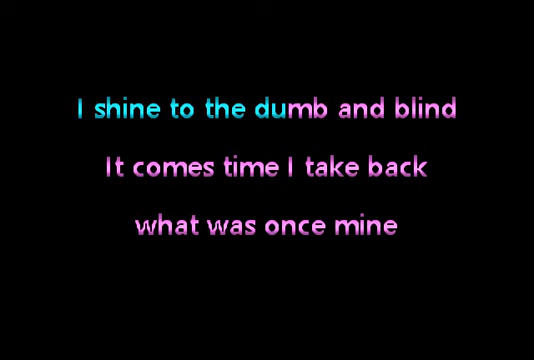 I shine to the dumb and blind
It comes time I take back
what was once mine